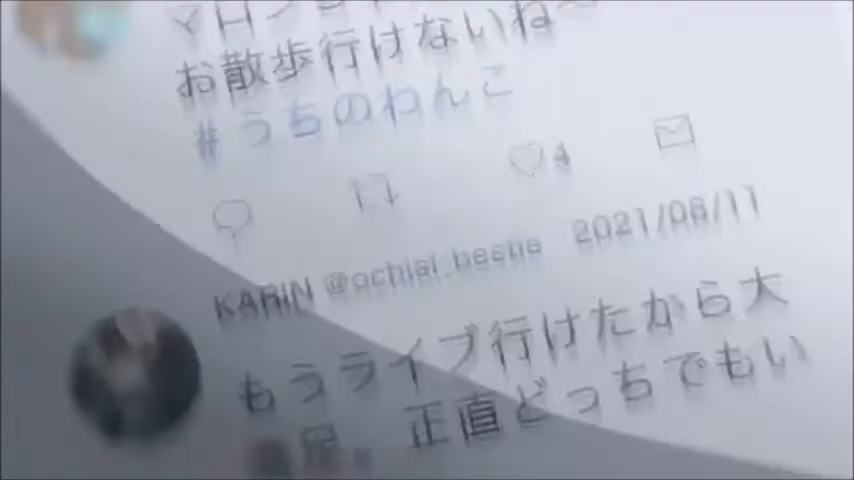 お散歩行けないね〜
#うちのわんこ
4
KARIN @ochiai_bestie 2021/06/11
もうライブ行けたから大
正直どっちでもい